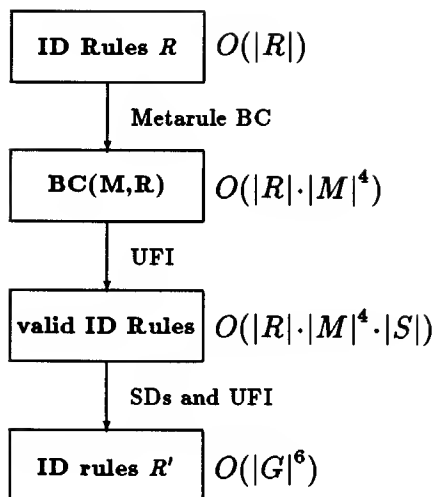 ID Rules R O(|R|)
Metarule BC
BC(M,R) O(|R|·|M|⁴)
UFI
valid ID Rules O(|R|·|M|⁴·|S|)
SDs and UFI
ID rules R' O(|G|⁶)